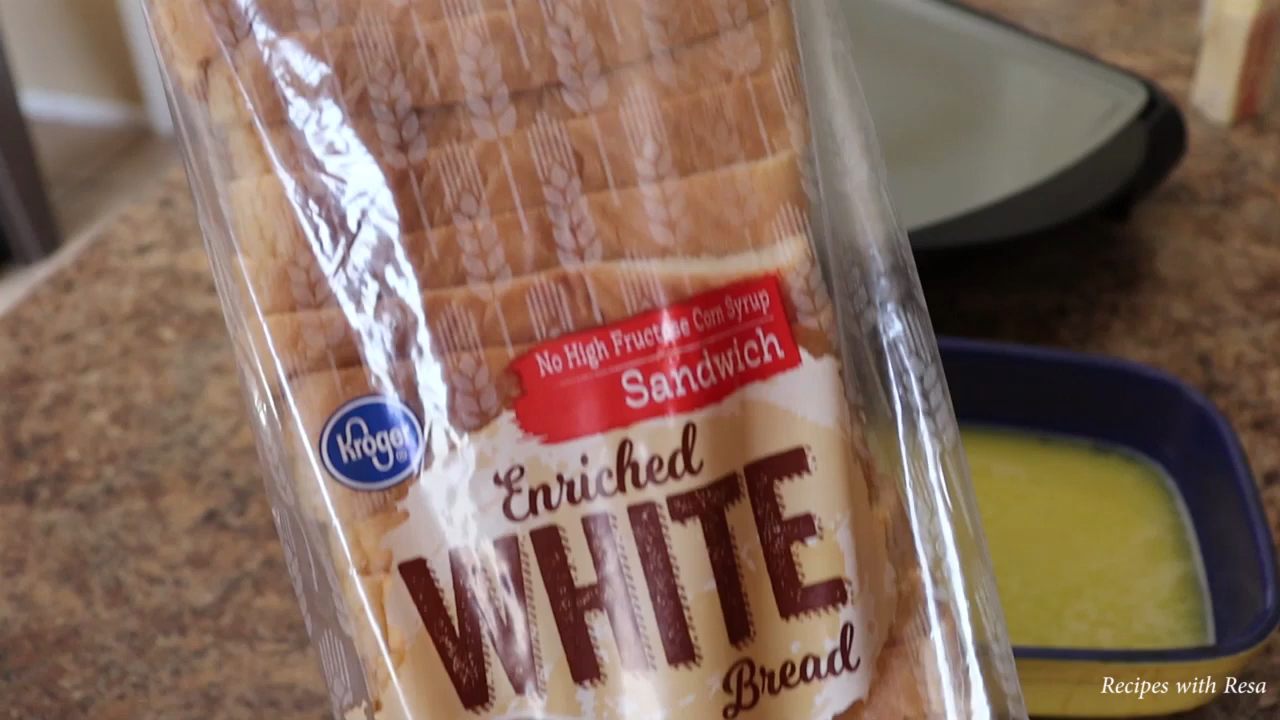 No High Fructose Corn Syrup
Sandwich
Kroger
Enriched
WHITE
Bread
Recipes with Resa